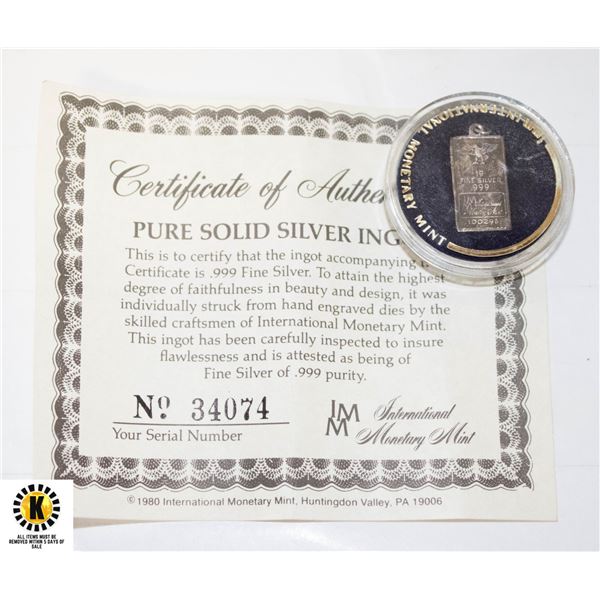 Certificate of Authe
PURE SOLID SILVER ING
This is to certify that the ingot accompanying
Certificate is .999 Fine Silver. To attain the highest
degree of faithfulness in beauty and design, it was
individually struck from hand engraved dies by the
skilled craftsmen of International Monetary Mint.
This ingot has been carefully inspected to insure
flawlessness and is attested as being of
Fine Silver of .999 purity.
Nº 34074
Your Serial Number
IMM
International
Monetary Mint
©1980 International Monetary Mint, Huntingdon Valley, PA 19006
INTERNATIONAL MONETARY MINT
FINE SILVER
.999
K
ALL ITEMS MUST BE
REMOVED WITHIN 5 DAYS OF
SALE